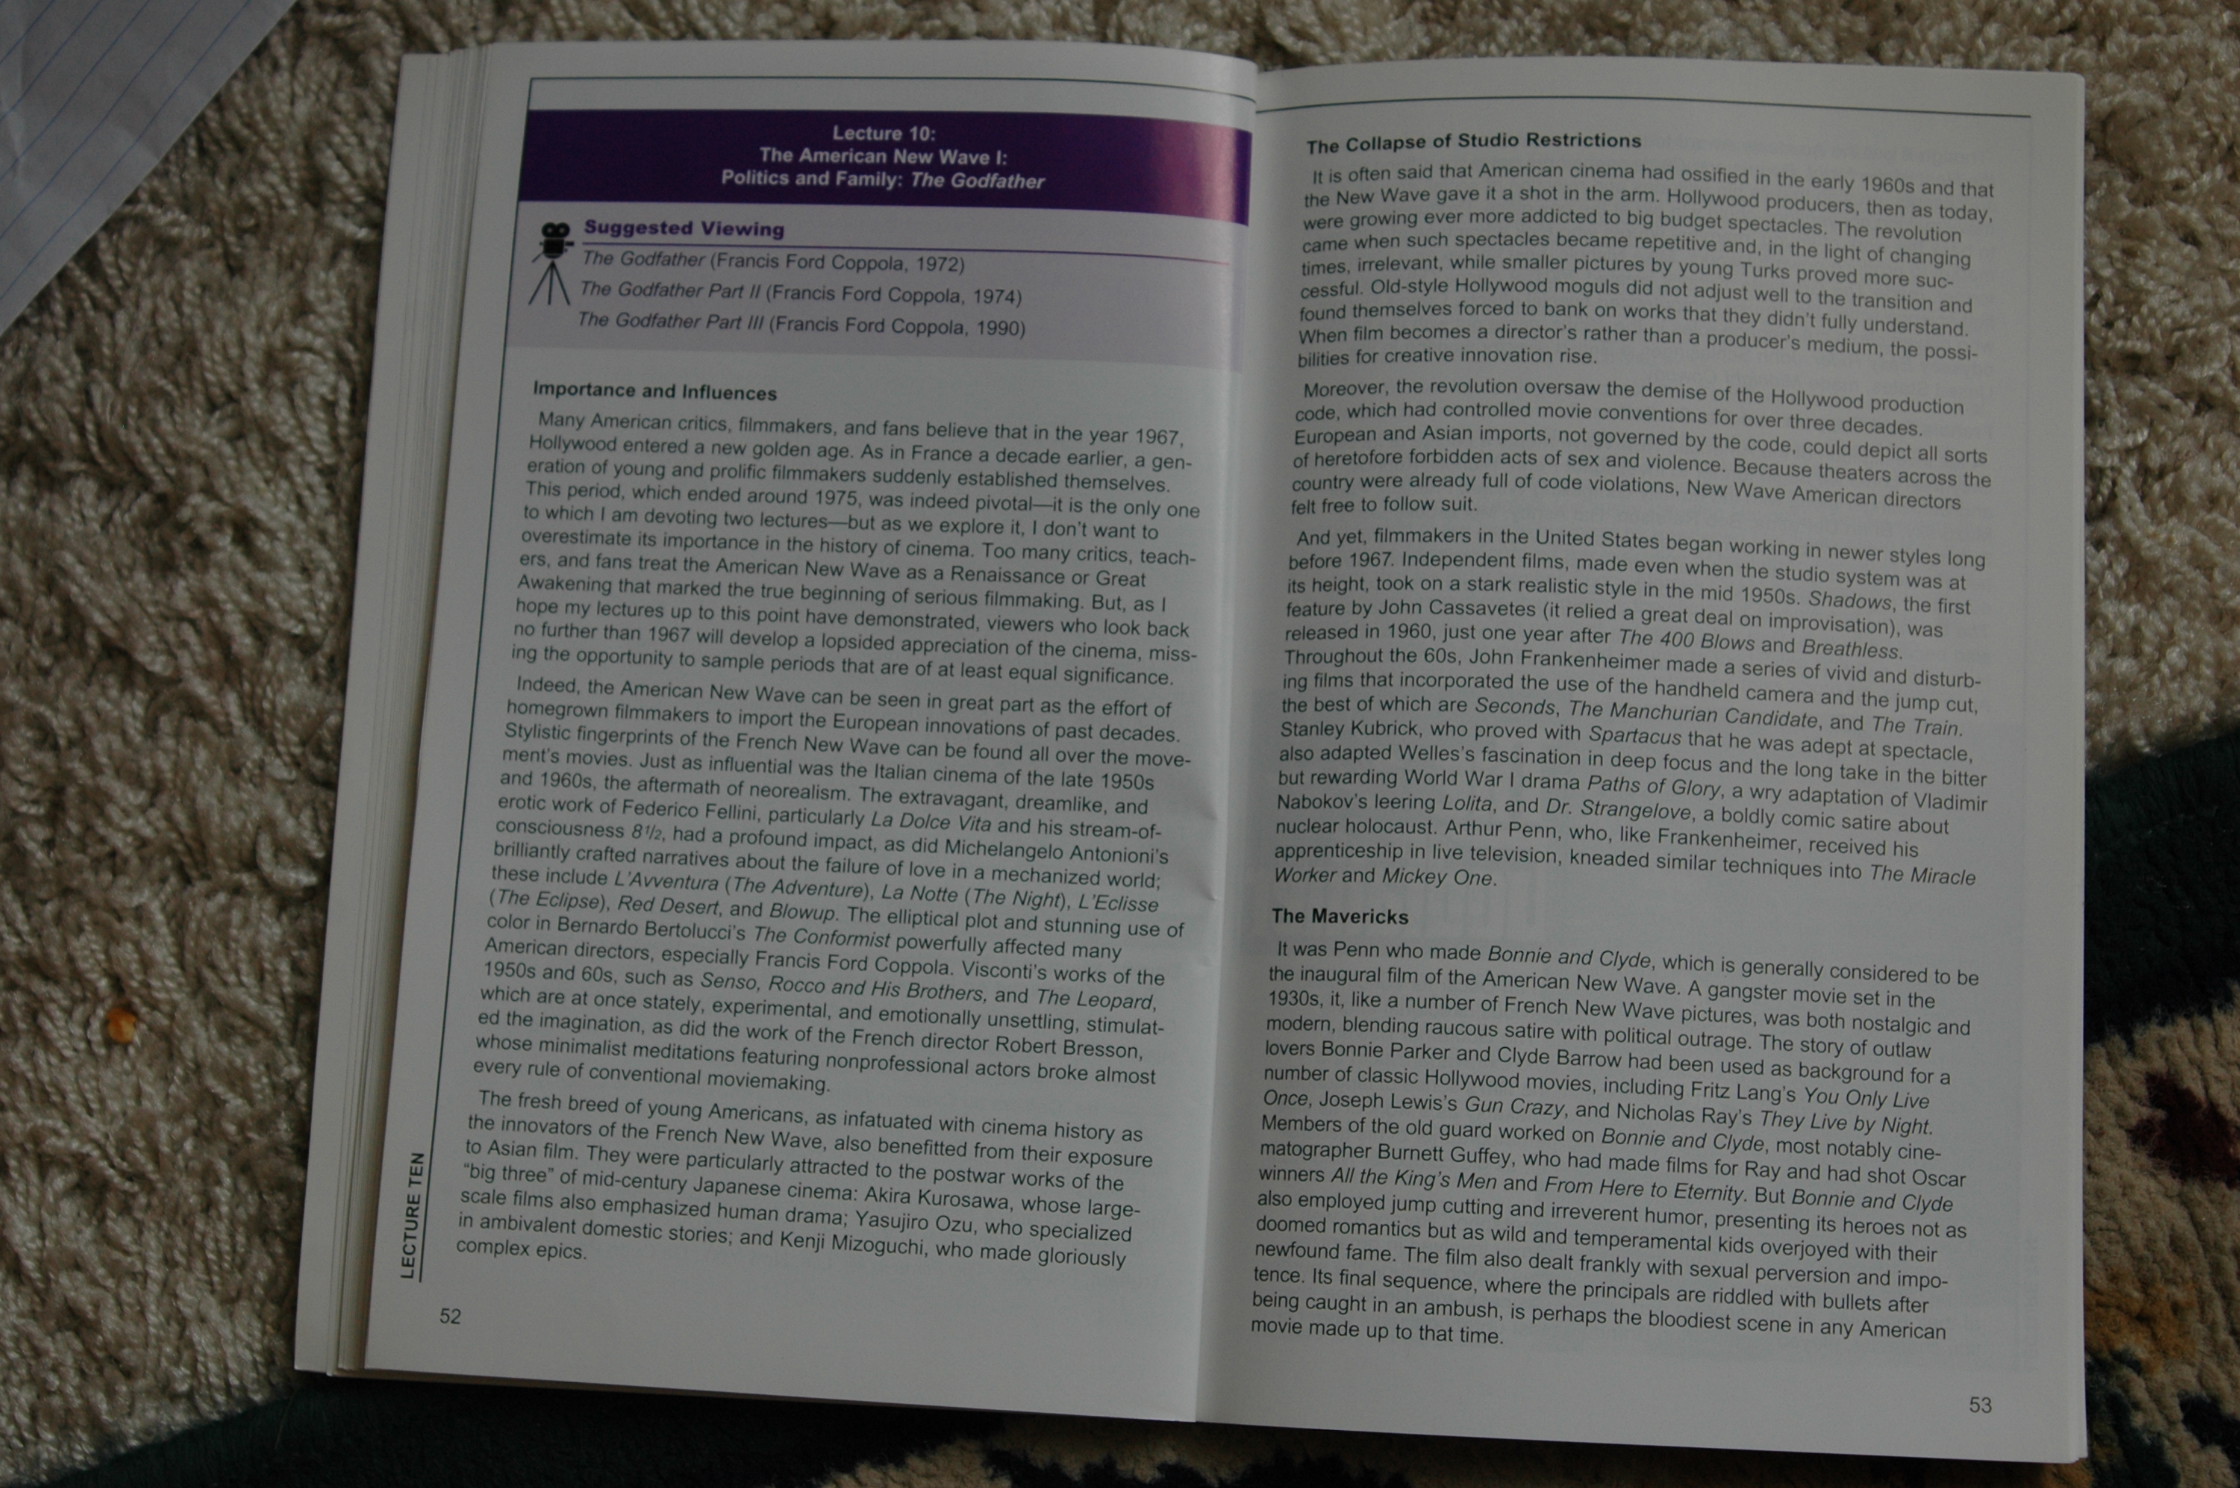 Lecture 10:
The American New Wave I:
Politics and Family: The Godfather
Suggested Viewing
The Godfather (Francis Ford Coppola, 1972)
The Godfather Part II (Francis Ford Coppola, 1974)
The Godfather Part III (Francis Ford Coppola, 1990)
Importance and Influences
Many American critics, filmmakers, and fans believe that in the year 1967,
Hollywood entered a new golden age. As in France a decade earlier, a gen-
eration of young and prolific filmmakers suddenly established themselves.
This period, which ended around 1975, was indeed pivotal—it is the only one
to which I am devoting two lectures—but as we explore it, I don't want to
overestimate its importance in the history of cinema. Too many critics, teach-
ers, and fans treat the American New Wave as a Renaissance or Great
Awakening that marked the true beginning of serious filmmaking. But, as I
hope my lectures up to this point have demonstrated, viewers who look back
no further than 1967 will develop a lopsided appreciation of the cinema, miss-
ing the opportunity to sample periods that are of at least equal significance.
Indeed, the American New Wave can be seen in great part as the effort of
homegrown filmmakers to import the European innovations of past decades.
Stylistic fingerprints of the French New Wave can be found all over the move-
ment's movies. Just as influential was the Italian cinema of the late 1950s
and 1960s, the aftermath of neorealism. The extravagant, dreamlike, and
erotic work of Federico Fellini, particularly La Dolce Vita and his stream-of-
consciousness 8½, had a profound impact, as did Michelangelo Antonioni's
brilliantly crafted narratives about the failure of love in a mechanized world;
these include L'Avventura (The Adventure), La Notte (The Night), L'Eclisse
(The Eclipse), Red Desert, and Blowup. The elliptical plot and stunning use of
color in Bernardo Bertolucci's The Conformist powerfully affected many
American directors, especially Francis Ford Coppola. Visconti's works of the
1950s and 60s, such as Senso, Rocco and His Brothers, and The Leopard,
which are at once stately, experimental, and emotionally unsettling, stimulat-
ed the imagination, as did the work of the French director Robert Bresson,
whose minimalist meditations featuring nonprofessional actors broke almost
every rule of conventional moviemaking.
The fresh breed of young Americans, as infatuated with cinema history as
the innovators of the French New Wave, also benefitted from their exposure
to Asian film. They were particularly attracted to the postwar works of the
"big three" of mid-century Japanese cinema: Akira Kurosawa, whose large-
scale films also emphasized human drama; Yasujiro Ozu, who specialized
in ambivalent domestic stories; and Kenji Mizoguchi, who made gloriously
complex epics.
LECTURE TEN
52
The Collapse of Studio Restrictions
It is often said that American cinema had ossified in the early 1960s and that
the New Wave gave it a shot in the arm. Hollywood producers, then as today,
were growing ever more addicted to big budget spectacles. The revolution
came when such spectacles became repetitive and, in the light of changing
times, irrelevant, while smaller pictures by young Turks proved more suc-
cessful. Old-style Hollywood moguls did not adjust well to the transition and
found themselves forced to bank on works that they didn't fully understand.
When film becomes a director's rather than a producer's medium, the possi-
bilities for creative innovation rise.
Moreover, the revolution oversaw the demise of the Hollywood production
code, which had controlled movie conventions for over three decades.
European and Asian imports, not governed by the code, could depict all sorts
of heretofore forbidden acts of sex and violence. Because theaters across the
country were already full of code violations, New Wave American directors
felt free to follow suit.
And yet, filmmakers in the United States began working in newer styles long
before 1967. Independent films, made even when the studio system was at
its height, took on a stark realistic style in the mid 1950s. Shadows, the first
feature by John Cassavetes (it relied a great deal on improvisation), was
released in 1960, just one year after The 400 Blows and Breathless.
Throughout the 60s, John Frankenheimer made a series of vivid and disturb-
ing films that incorporated the use of the handheld camera and the jump cut,
the best of which are Seconds, The Manchurian Candidate, and The Train.
Stanley Kubrick, who proved with Spartacus that he was adept at spectacle,
also adapted Welles's fascination in deep focus and the long take in the bitter
but rewarding World War I drama Paths of Glory, a wry adaptation of Vladimir
Nabokov's leering Lolita, and Dr. Strangelove, a boldly comic satire about
nuclear holocaust. Arthur Penn, who, like Frankenheimer, received his
apprenticeship in live television, kneaded similar techniques into The Miracle
Worker and Mickey One.
The Mavericks
It was Penn who made Bonnie and Clyde, which is generally considered to be
the inaugural film of the American New Wave. A gangster movie set in the
1930s, it, like a number of French New Wave pictures, was both nostalgic and
modern, blending raucous satire with political outrage. The story of outlaw
lovers Bonnie Parker and Clyde Barrow had been used as background for a
number of classic Hollywood movies, including Fritz Lang's You Only Live
Once, Joseph Lewis's Gun Crazy, and Nicholas Ray's They Live by Night.
Members of the old guard worked on Bonnie and Clyde, most notably cine-
matographer Burnett Guffey, who had made films for Ray and had shot Oscar
winners All the King's Men and From Here to Eternity. But Bonnie and Clyde
also employed jump cutting and irreverent humor, presenting its heroes not as
doomed romantics but as wild and temperamental kids overjoyed with their
newfound fame. The film also dealt frankly with sexual perversion and impo-
tence. Its final sequence, where the principals are riddled with bullets after
being caught in an ambush, is perhaps the bloodiest scene in any American
movie made up to that time.
53